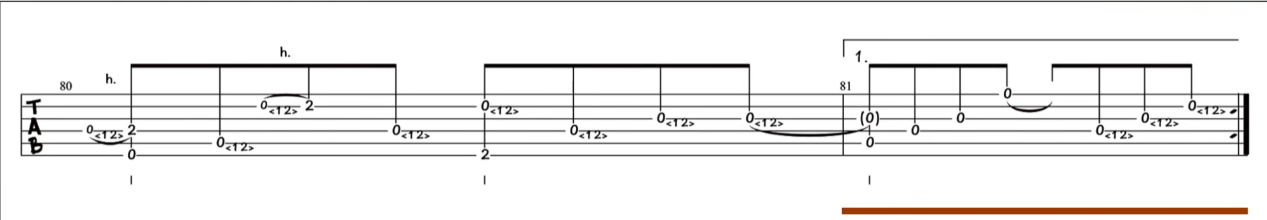 h.
1.
80 h. 81
0<12> 2 0<12>
T 0 0<12> 0<12>
A 0<12> 0<12> (0) 0 0<12>
0<12> 2 0<12> 0<12> 0 0<12>
B 0<12> 0
0 2